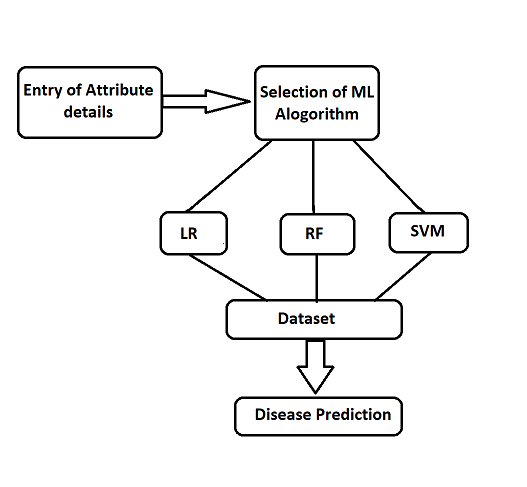 Entry of Attribute
details
Selection of ML
Alogorithm
LR
RF
SVM
Dataset
Disease Prediction